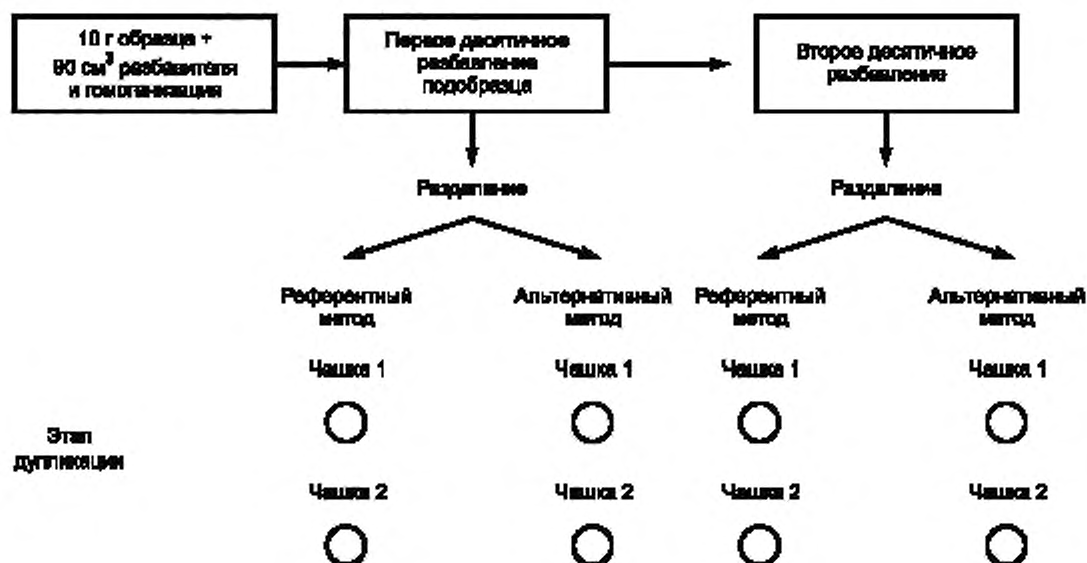 10 г образца +
90 см³ разбавителя
и гомогенизация
Первое десятичное
разбавление
подобразца
Второе десятичное
разбавление
Разделение
Разделение
Референтный
метод
Альтернативный
метод
Референтный
метод
Альтернативный
метод
Чашка 1
Чашка 1
Чашка 1
Чашка 1
Этап
дупликации
Чашка 2
Чашка 2
Чашка 2
Чашка 2